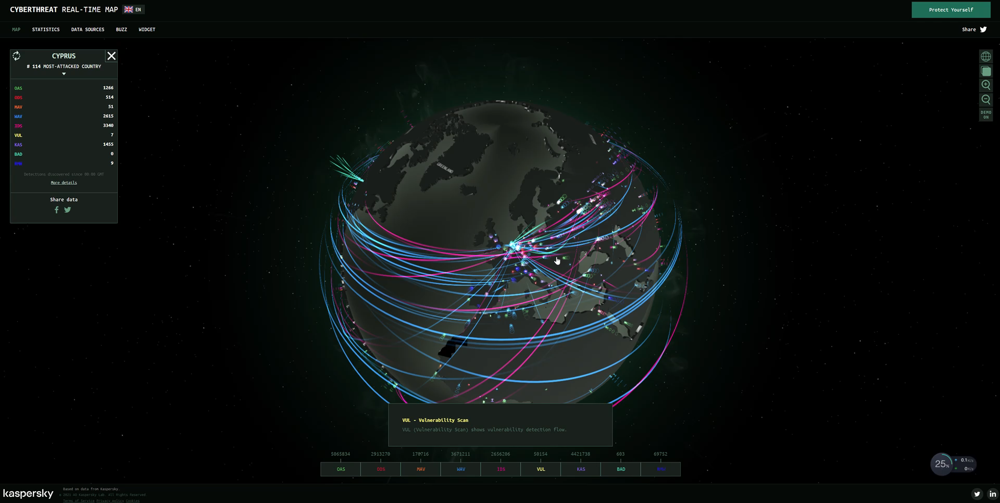 CYBERTHREAT REAL-TIME MAP EN
Protect Yourself
MAP STATISTICS DATA SOURCES BUZZ WIDGET
Share
CYPRUS
# 114 MOST-ATTACKED COUNTRY
OAS 1266
ODS 514
MAV 51
WAV 2615
IDS 3340
VUL 7
KAS 1455
BAD 0
9
Detections discovered since 00:00 GMT
More details
Share data
DEMO
ON
GREENLAND
VUL - Vulnerability Scan
VUL (Vulnerability Scan) shows vulnerability detection flow.
5065834 2913270 170716 3671211 2656206 50154 4421738 603 69752
OAS ODS MAV WAV IDS VUL KAS BAD
25% 0.1K/s
0K/s
kaspersky
Based on data from Kaspersky.
© 2021 AO Kaspersky Lab. All Rights Reserved.
Terms of Service Privacy policy Cookies